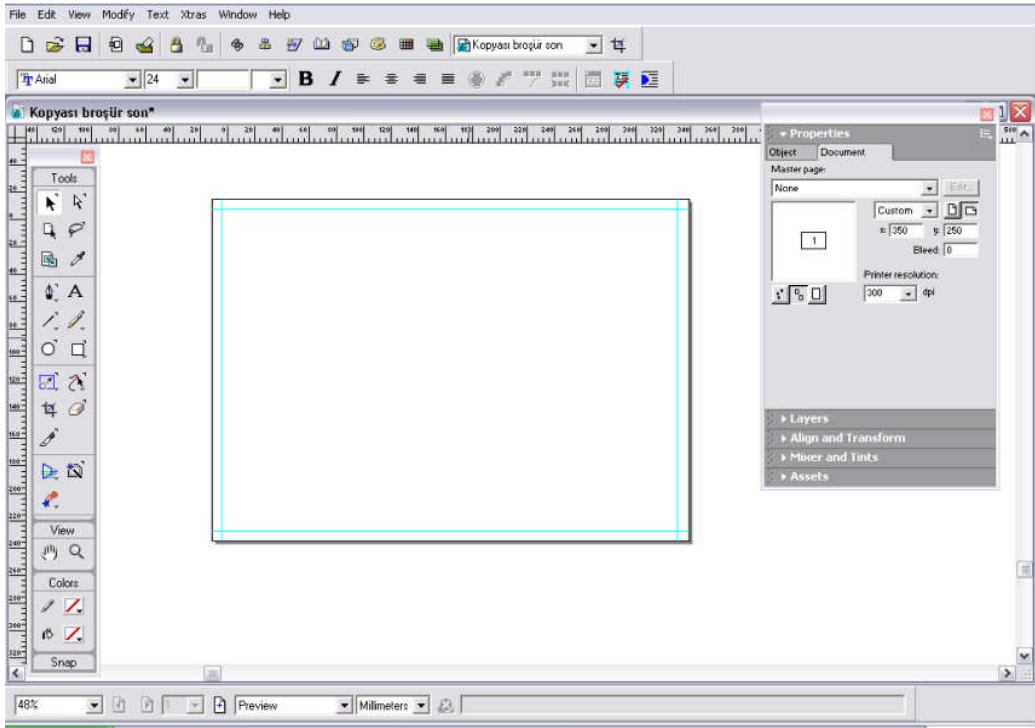 File Edit View Modify Text Xtras Window Help
Kopyası broşür son
Arial 24 B I
Kopyası broşür son*
Properties
Object Document
Master page:
None Edit...
Custom
x: 350 y: 250
1
Bleed: 0
Printer resolution:
300 dpi
Layers
Align and Transform
Mixer and Tints
Assets
Tools
A
View
Colors
Snap
48% 1 Preview Millimeters